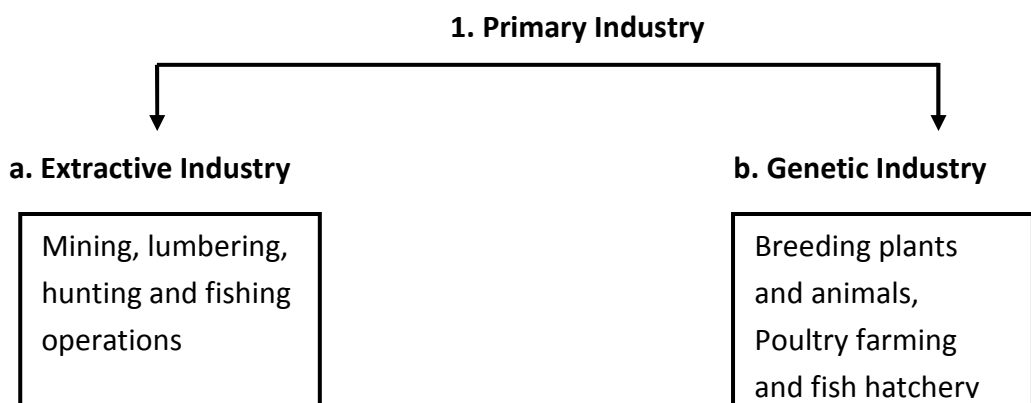 1. Primary Industry
a. Extractive Industry
b. Genetic Industry
Mining, lumbering,
hunting and fishing
operations
Breeding plants
and animals,
Poultry farming
and fish hatchery